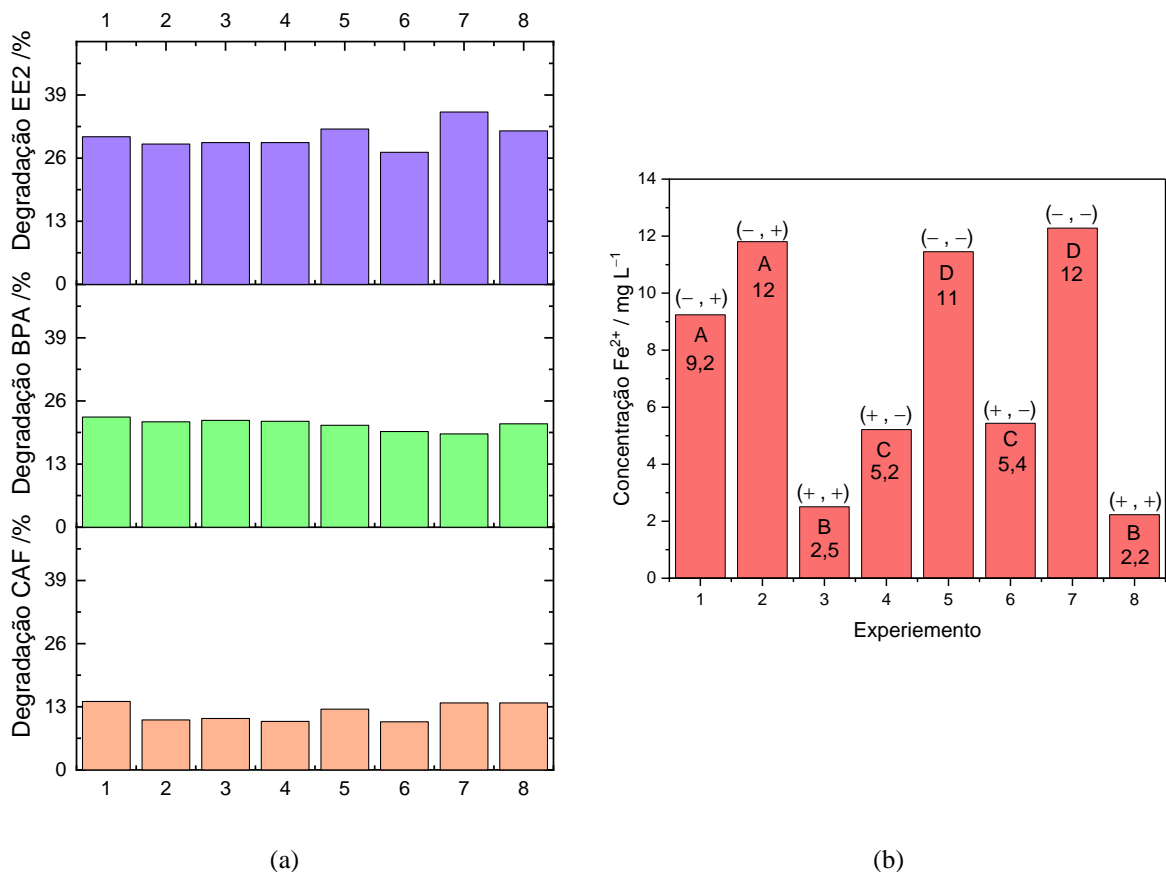 1 2 3 4 5 6 7 8
Degradação EE2 /%
39
26
13
0
Degradação BPA /%
39
26
13
0
Degradação CAF /%
39
26
13
0
1 2 3 4 5 6 7 8
(a)
Concentração Fe²⁺ / mg L⁻¹
14
12
10
8
6
4
2
0
(− , +)
A
9,2
(− , +)
A
12
(+ , +)
B
2,5
(+ , −)
C
5,2
(− , −)
D
11
(+ , −)
C
5,4
(− , −)
D
12
(+ , +)
B
2,2
1 2 3 4 5 6 7 8
Experiemento
(b)